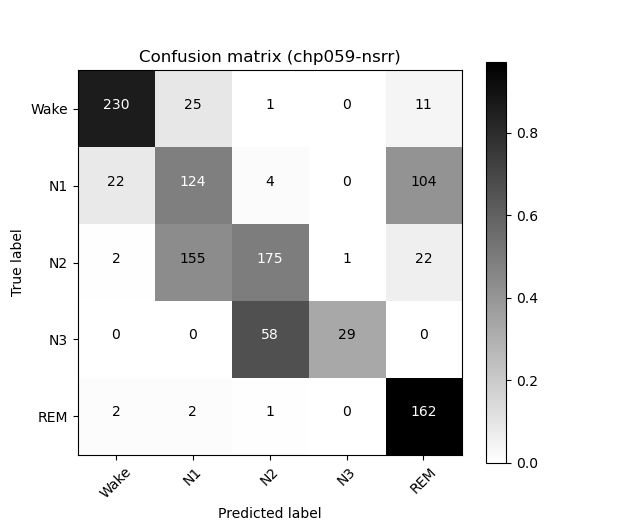 Confusion matrix (chp059-nsrr)
True label
Wake 230 25 1 0 11
N1 22 124 4 0 104
N2 2 155 175 1 22
N3 0 0 58 29 0
REM 2 2 1 0 162
Wake N1 N2 N3 REM
Predicted label
0.8
0.6
0.4
0.2
0.0